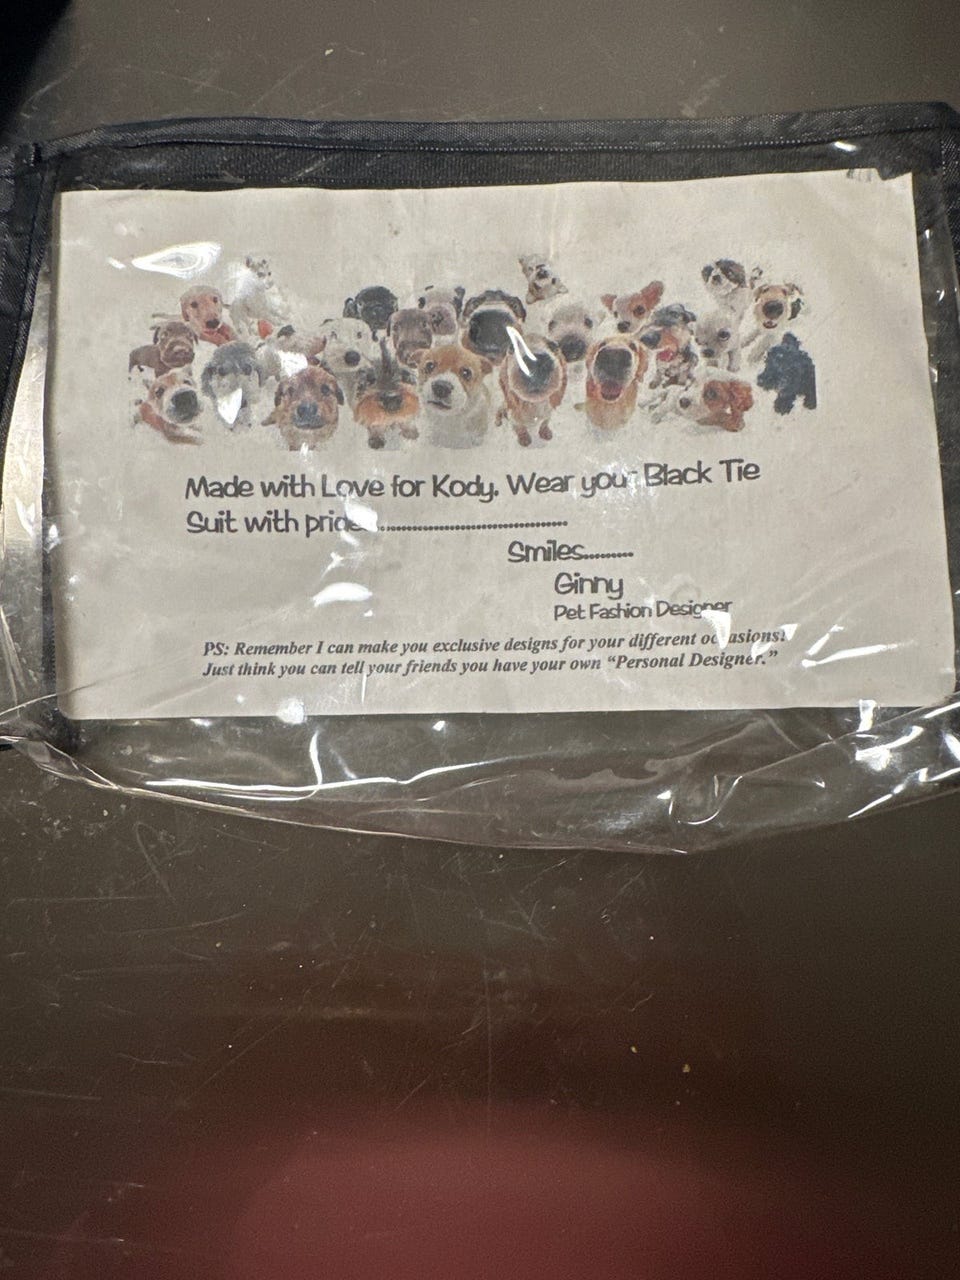 Made with Love for Kody. Wear your Black Tie
Suit with pride.......................................
Smiles..........
Ginny
Pet Fashion Designer
PS: Remember I can make you exclusive designs for your different occasions!
Just think you can tell your friends you have your own “Personal Designer.”